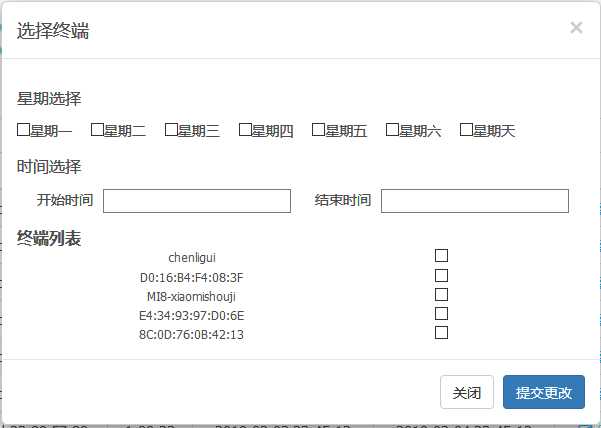 选择终端 ×
星期选择
星期一 星期二 星期三 星期四 星期五 星期六 星期天
时间选择
开始时间 结束时间
终端列表
chenligui
D0:16:B4:F4:08:3F
MI8-xiaomishouji
E4:34:93:97:D0:6E
8C:0D:76:0B:42:13
关闭 提交更改